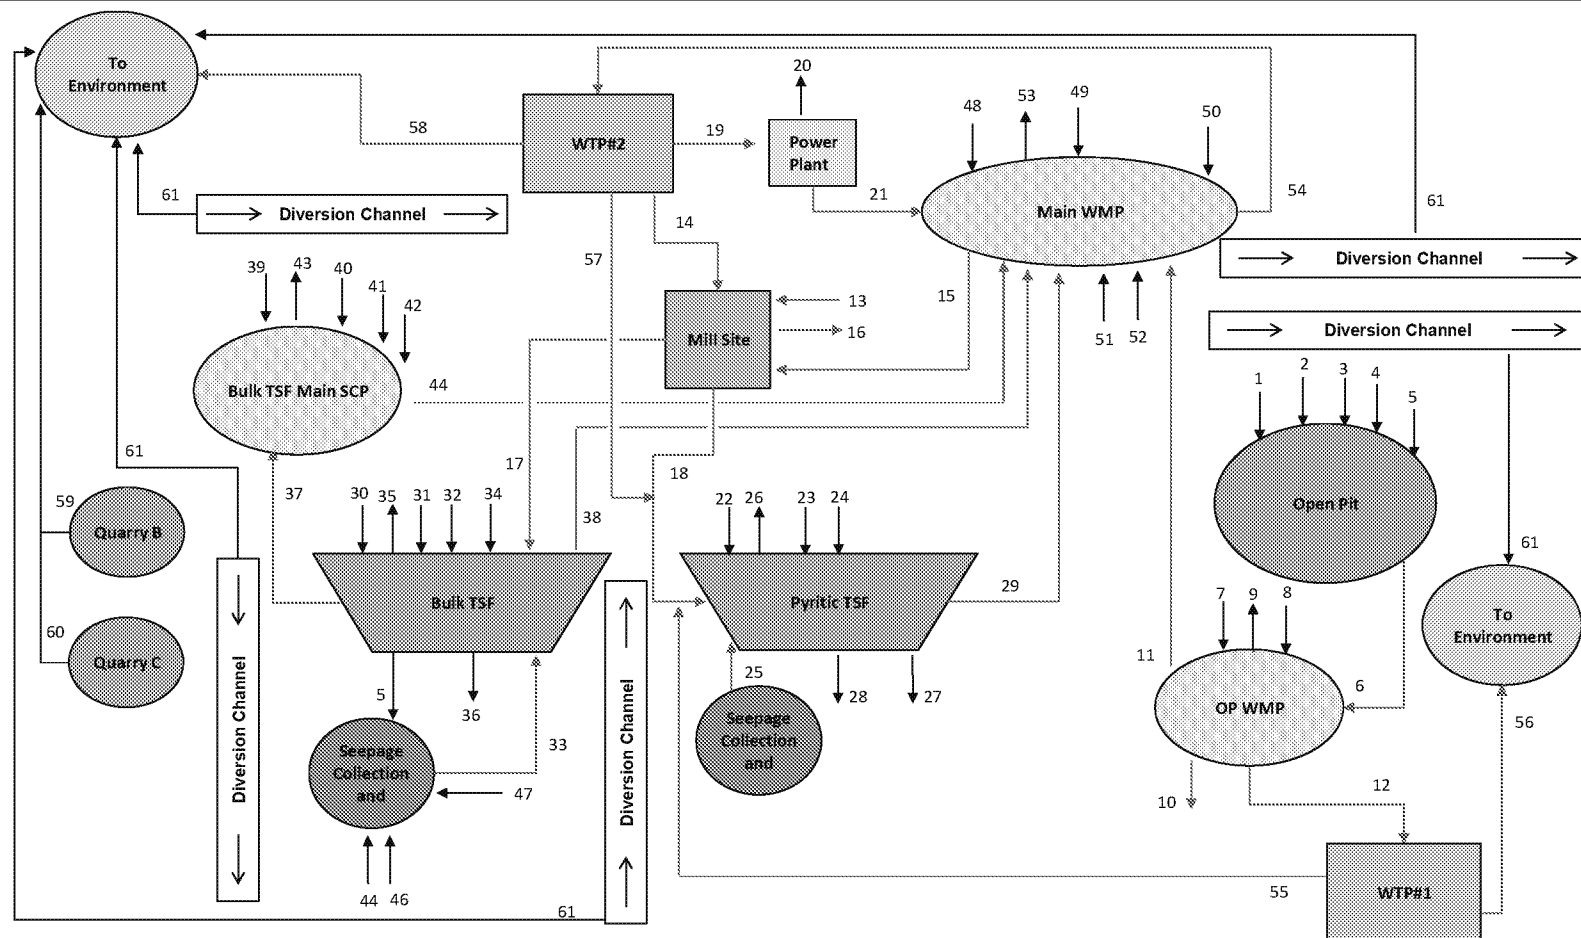 To
Environment
58
WTP#2
19
20
Power
Plant
21
48
53
49
50
Main WMP
54
61
61
Diversion Channel
14
57
Diversion Channel
Diversion Channel
39
43
40
41
42
Bulk TSF Main SCP
44
Mill Site
13
16
15
51
52
1
2
3
4
5
Open Pit
61
17
18
59
Quarry B
37
30
35
31
32
34
38
22
26
23
24
Bulk TSF
Pyritic TSF
29
61
To
Environment
60
Quarry C
Diversion Channel
Diversion Channel
7
9
8
11
OP WMP
6
56
5
36
33
Seepage
Collection
and
47
44
46
25
28
27
Seepage
Collection
and
10
12
55
WTP#1
61